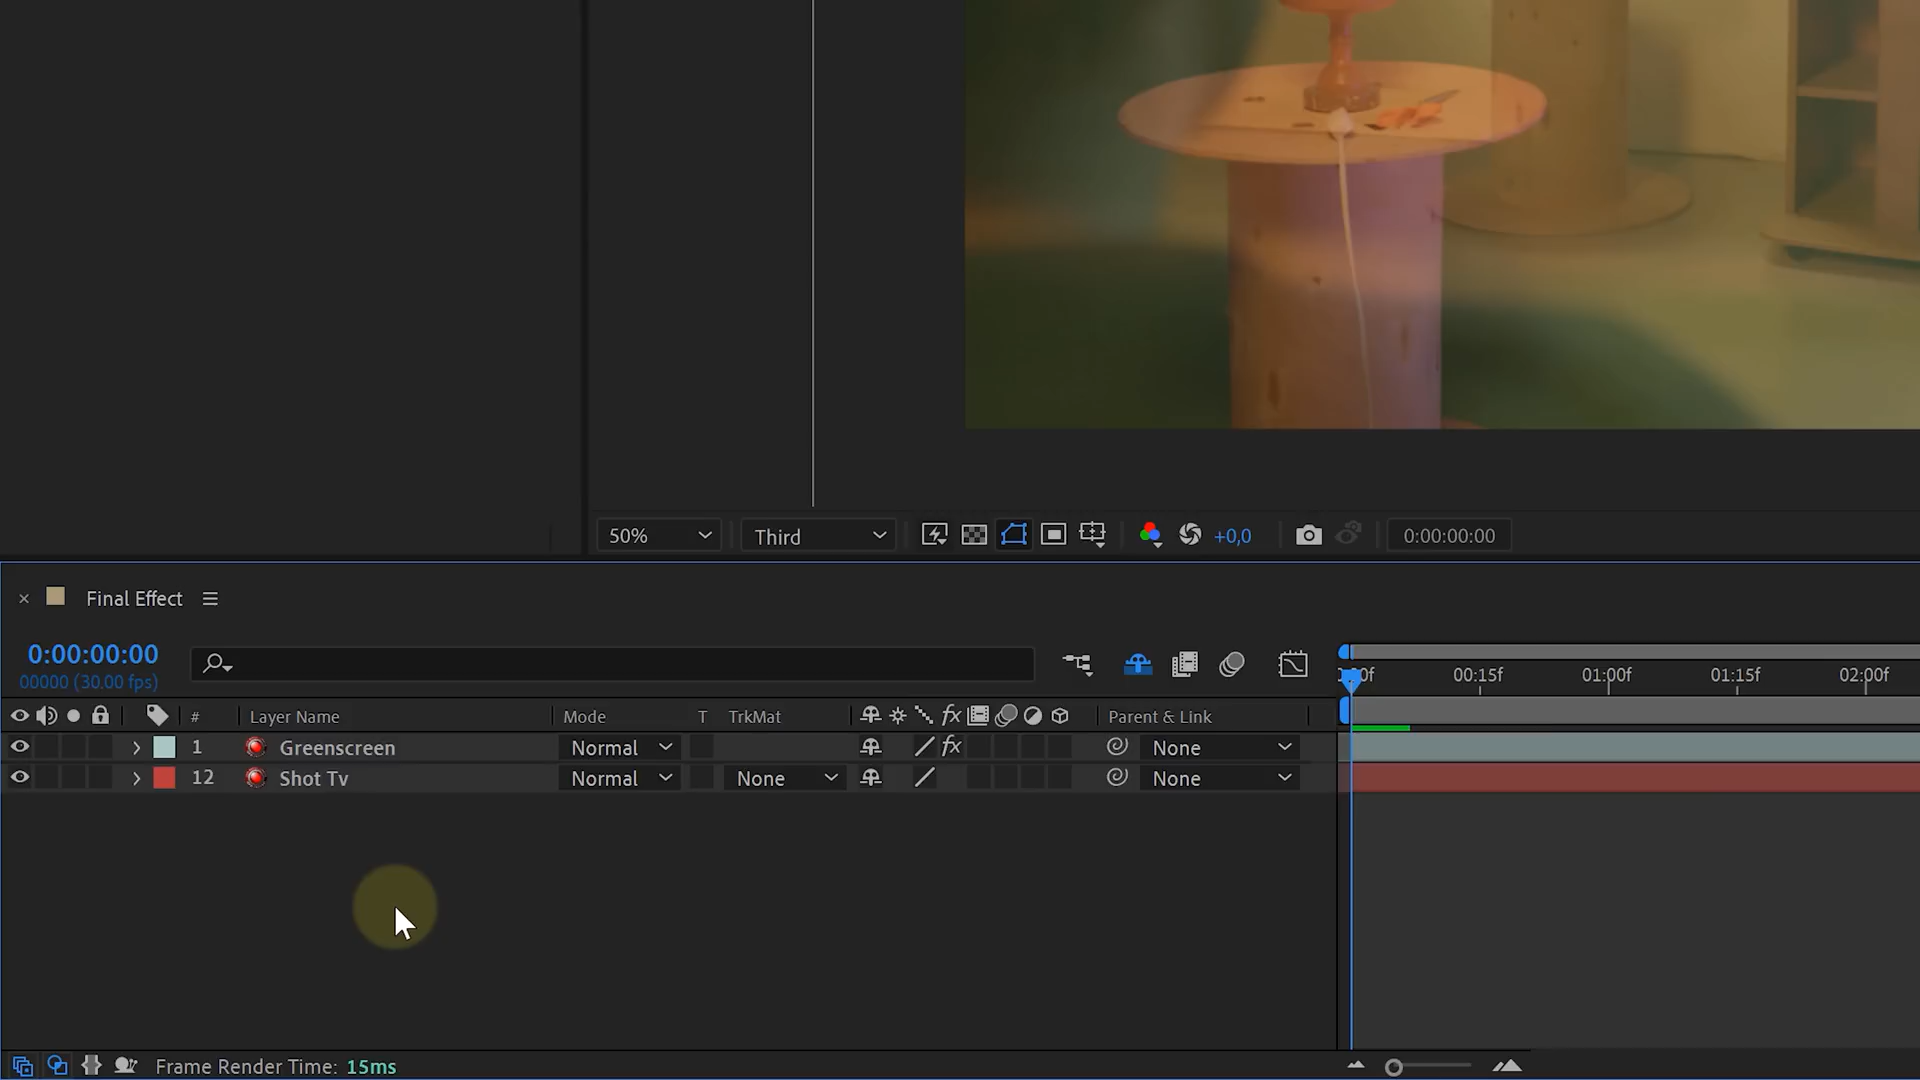 50% Third +0,0 0:00:00:00
Final Effect
0:00:00:00
00000 (30.00 fps)
00:15f 01:00f 01:15f 02:00f
# Layer Name Mode T TrkMat fx Parent & Link
1 Greenscreen Normal fx None
12 Shot Tv Normal None None
Frame Render Time: 15ms